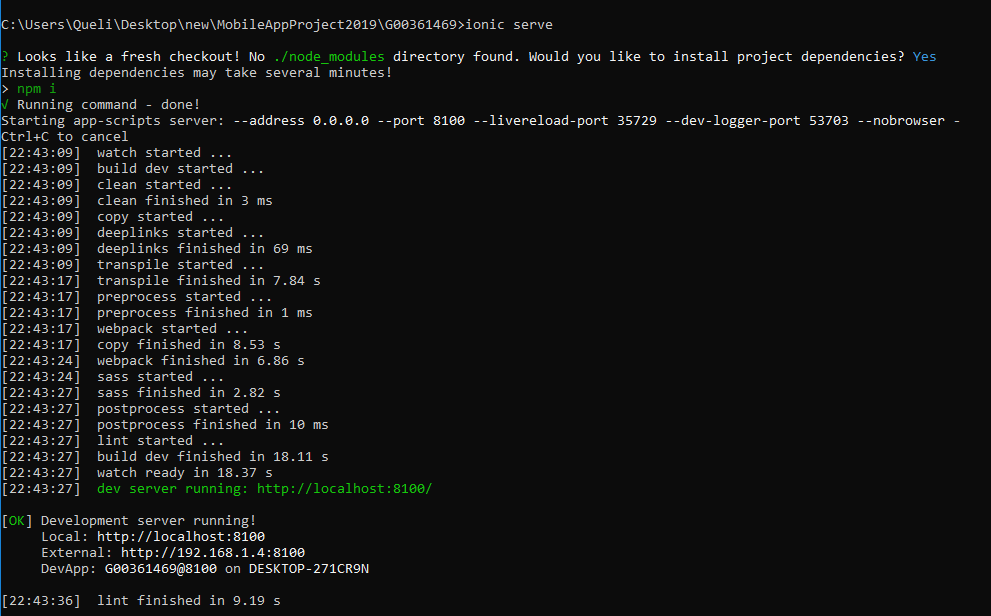 C:\Users\Queli\Desktop\new\MobileAppProject2019\G00361469>ionic serve
? Looks like a fresh checkout! No ./node_modules directory found. Would you like to install project dependencies? Yes
Installing dependencies may take several minutes!
> npm i
√ Running command - done!
Starting app-scripts server: --address 0.0.0.0 --port 8100 --livereload-port 35729 --dev-logger-port 53703 --nobrowser -
Ctrl+C to cancel
[22:43:09]  watch started ...
[22:43:09]  build dev started ...
[22:43:09]  clean started ...
[22:43:09]  clean finished in 3 ms
[22:43:09]  copy started ...
[22:43:09]  deeplinks started ...
[22:43:09]  deeplinks finished in 69 ms
[22:43:09]  transpile started ...
[22:43:17]  transpile finished in 7.84 s
[22:43:17]  preprocess started ...
[22:43:17]  preprocess finished in 1 ms
[22:43:17]  webpack started ...
[22:43:17]  copy finished in 8.53 s
[22:43:24]  webpack finished in 6.86 s
[22:43:24]  sass started ...
[22:43:27]  sass finished in 2.82 s
[22:43:27]  postprocess started ...
[22:43:27]  postprocess finished in 10 ms
[22:43:27]  lint started ...
[22:43:27]  build dev finished in 18.11 s
[22:43:27]  watch ready in 18.37 s
[22:43:27]  dev server running: http://localhost:8100/
[OK] Development server running!
Local: http://localhost:8100
External: http://192.168.1.4:8100
DevApp: G00361469@8100 on DESKTOP-271CR9N
[22:43:36]  lint finished in 9.19 s